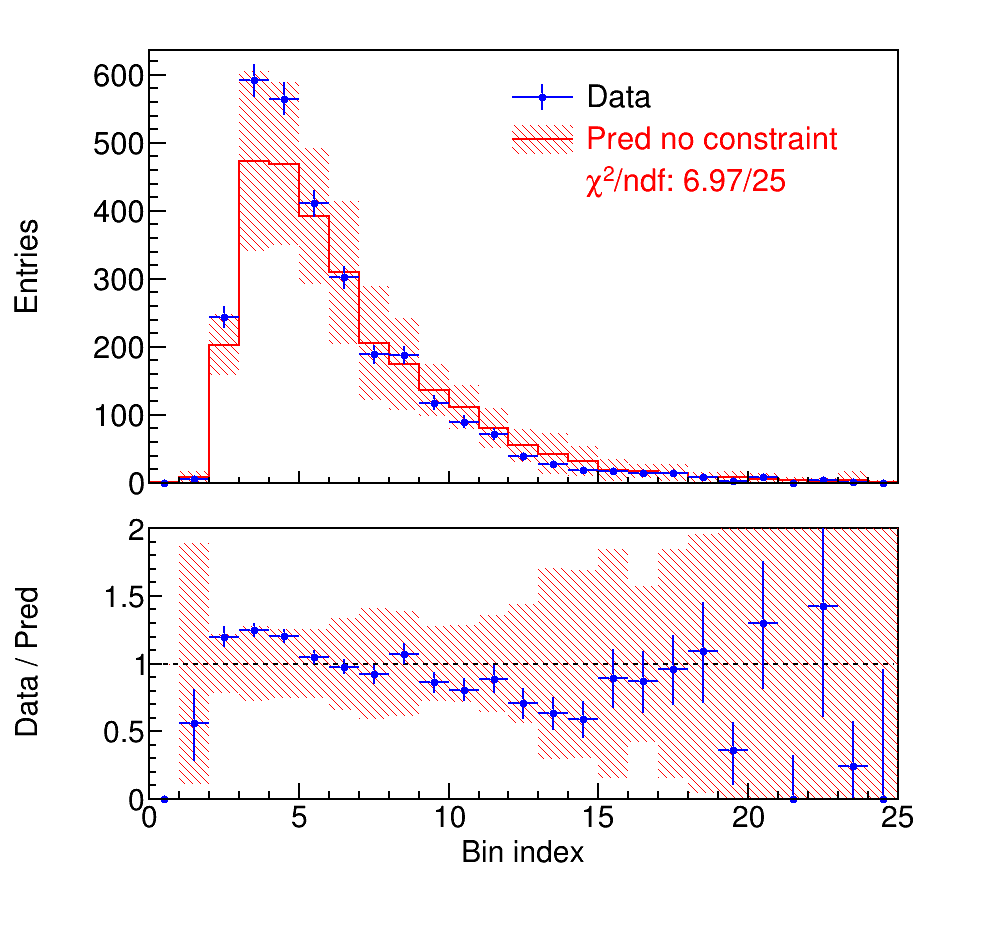 600
500
400
300
200
100
0
Entries
Data
Pred no constraint
χ²/ndf: 6.97/25
2
1.5
1
0.5
0
Data / Pred
0 5 10 15 20 25
Bin index